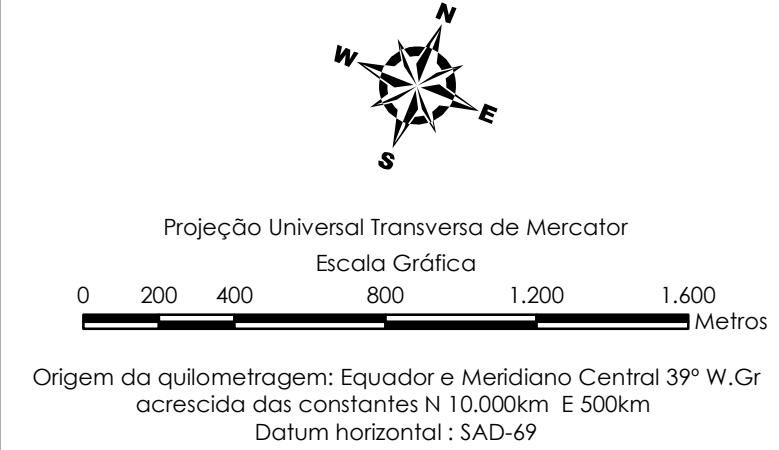 N
W
E
S
Projeção Universal Transversa de Mercator
Escala Gráfica
0 200 400 800 1.200 1.600
Metros
Origem da quilometragem: Equador e Meridiano Central 39° W.Gr
acrescida das constantes N 10.000km E 500km
Datum horizontal : SAD-69